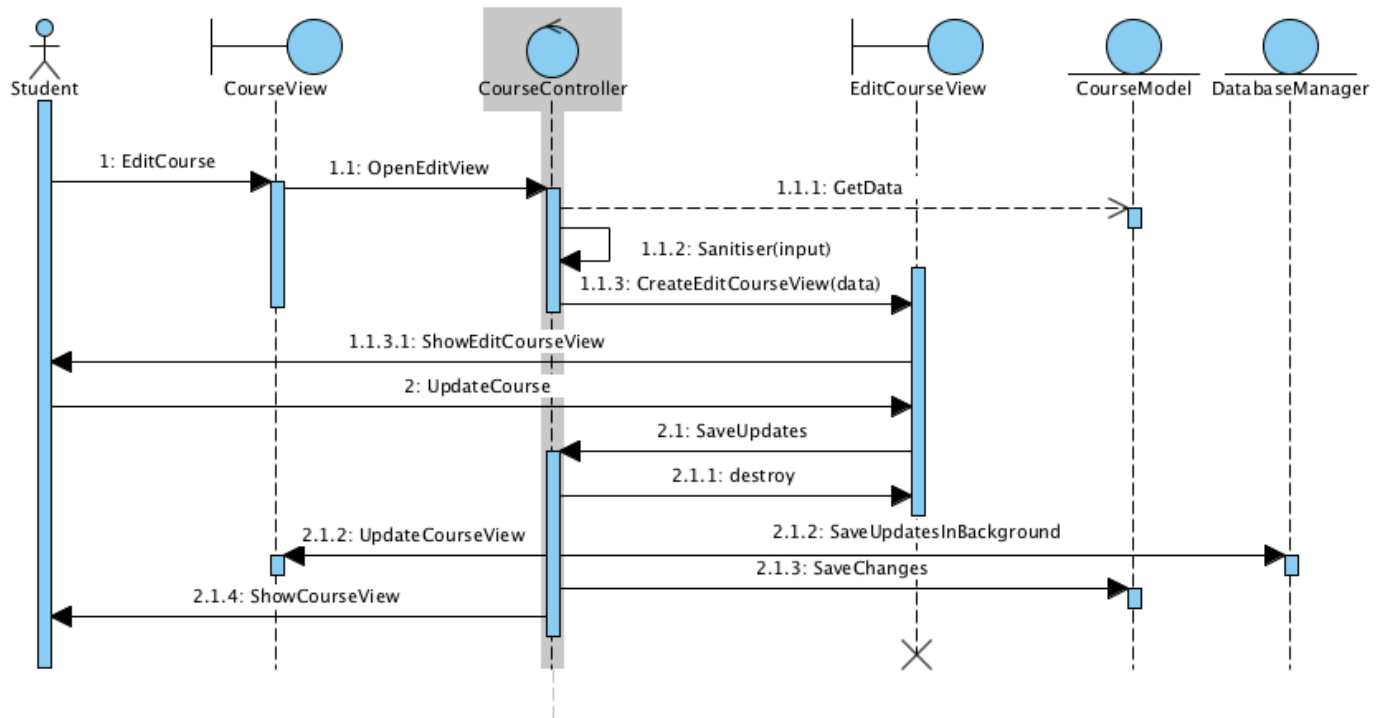 Student
CourseView
CourseController
EditCourseView
CourseModel
DatabaseManager
1: EditCourse
1.1: OpenEditView
1.1.1: GetData
1.1.2: Sanitiser(input)
1.1.3: CreateEditCourseView(data)
1.1.3.1: ShowEditCourseView
2: UpdateCourse
2.1: SaveUpdates
2.1.1: destroy
2.1.2: UpdateCourseView
2.1.2: SaveUpdatesInBackground
2.1.3: SaveChanges
2.1.4: ShowCourseView